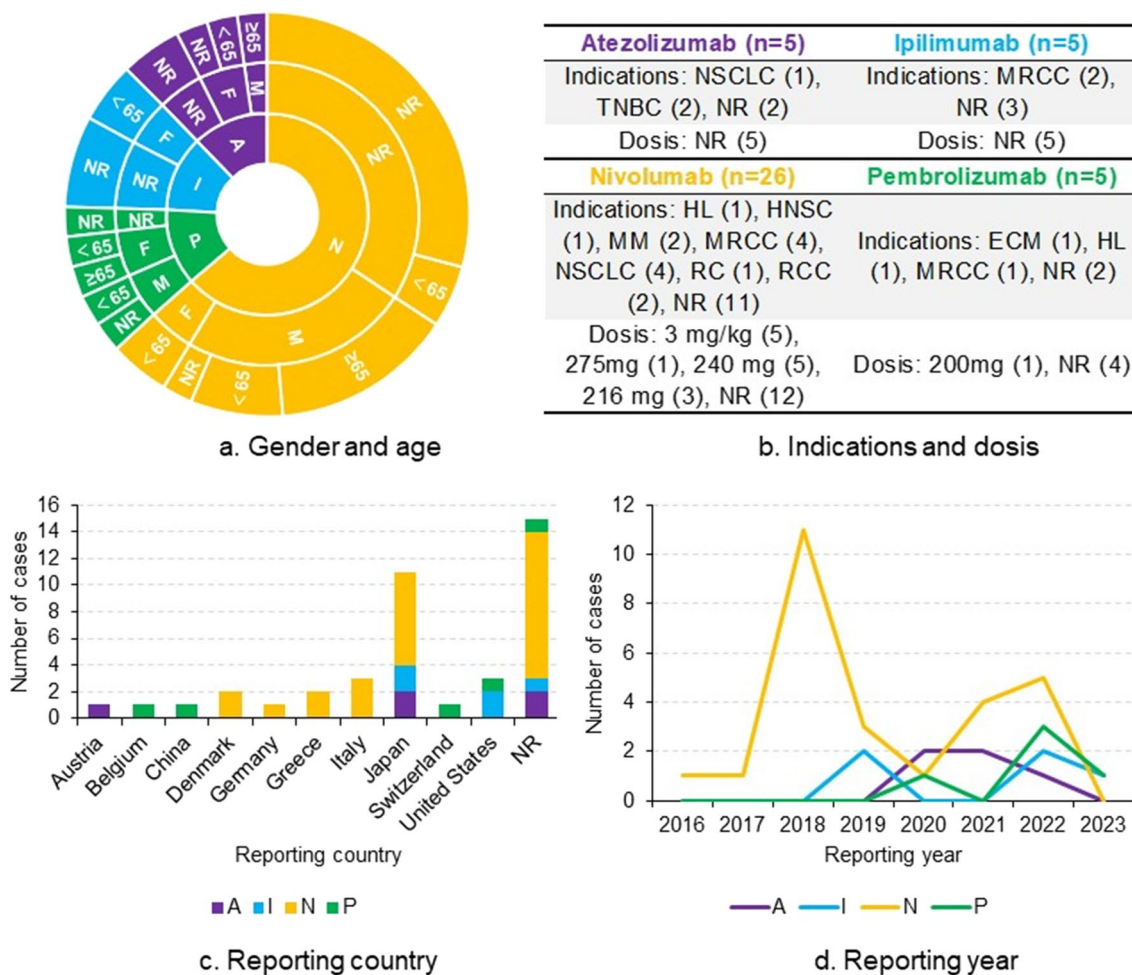 N
NR
NR
<65
M
≥65
<65
NR
F
<65
P
M
NR
<65
F
≥65
<65
NR
NR
I
NR
NR
F
<65
A
NR
NR
F
NR
<65
M
≥65
a. Gender and age
Atezolizumab (n=5) Ipilimumab (n=5)
Indications: NSCLC (1), Indications: MRCC (2),
TNBC (2), NR (2) NR (3)
Dosis: NR (5) Dosis: NR (5)
Nivolumab (n=26) Pembrolizumab (n=5)
Indications: HL (1), HNSC
(1), MM (2), MRCC (4),
NSCLC (4), RC (1), RCC
(2), NR (11)
Indications: ECM (1), HL
(1), MRCC (1), NR (2)
Dosis: 3 mg/kg (5),
275mg (1), 240 mg (5),
216 mg (3), NR (12)
Dosis: 200mg (1), NR (4)
b. Indications and dosis
Number of cases
16
14
12
10
8
6
4
2
0
Austria
Belgium
China
Denmark
Germany
Greece
Italy
Japan
Switzerland
United States
NR
Reporting country
A I N P
c. Reporting country
Number of cases
12
10
8
6
4
2
0
2016 2017 2018 2019 2020 2021 2022 2023
Reporting year
A I N P
d. Reporting year